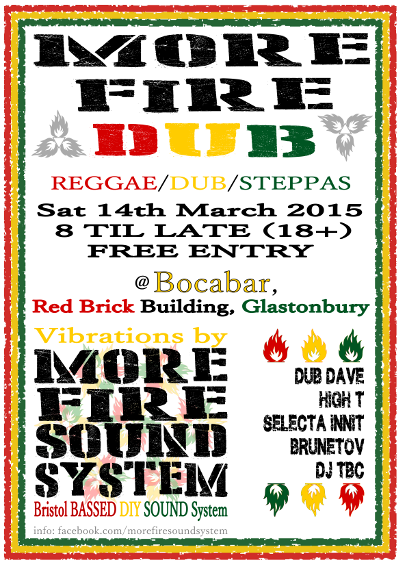 MORE
FIRE
DUB
REGGAE/DUB/STEPPAS
Sat 14th March 2015
8 TIL LATE (18+)
FREE ENTRY
@ Bocabar,
Red Brick Building, Glastonbury
Vibrations by
MORE
FIRE
SOUND
SYSTEM
Bristol BASSED DIY SOUND System
info: facebook.com/morefiresoundsystem
DUB DAVE
HIGH T
SELECTA INNIT
BRUNETOV
DJ TBC